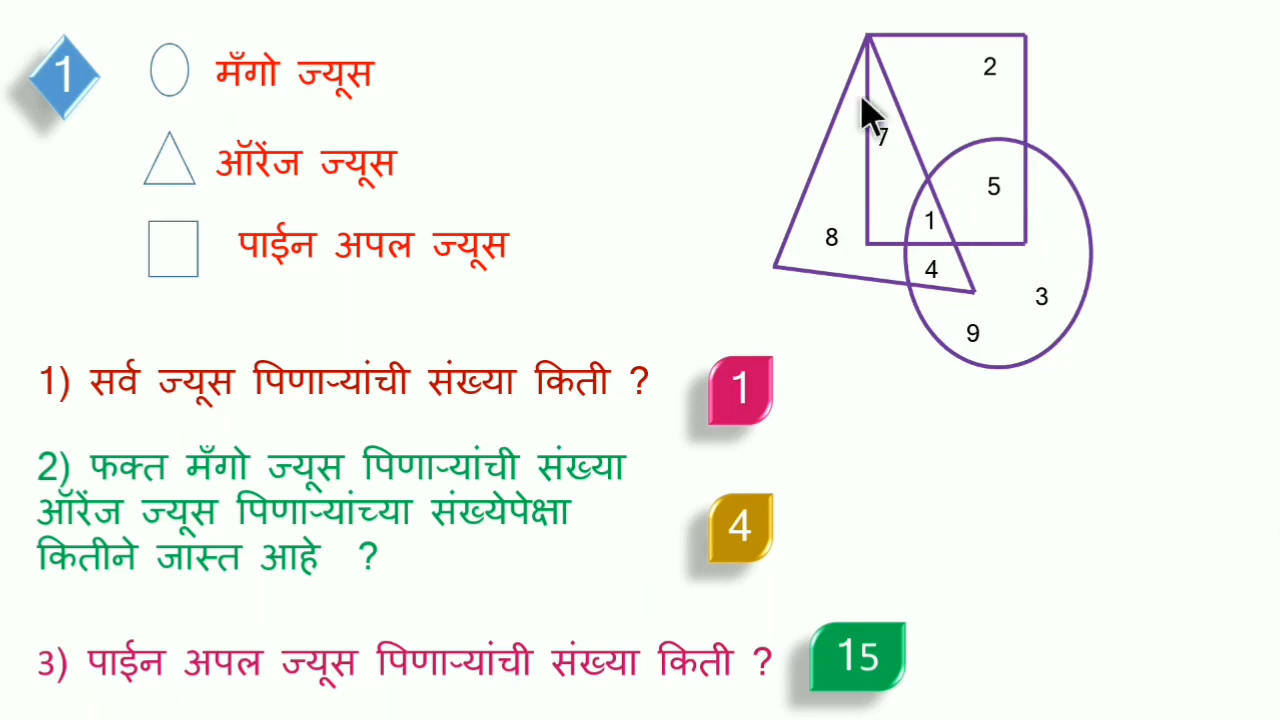 1
मँगो ज्यूस
ऑरेंज ज्यूस
पाईन अपल ज्यूस
2
7
5
1
8
4
3
9
1) सर्व ज्यूस पिणाऱ्यांची संख्या किती ?
1
2) फक्त मँगो ज्यूस पिणाऱ्यांची संख्या
ऑरेंज ज्यूस पिणाऱ्यांच्या संख्येपेक्षा
कितीने जास्त आहे ?
4
3) पाईन अपल ज्यूस पिणाऱ्यांची संख्या किती ?
15